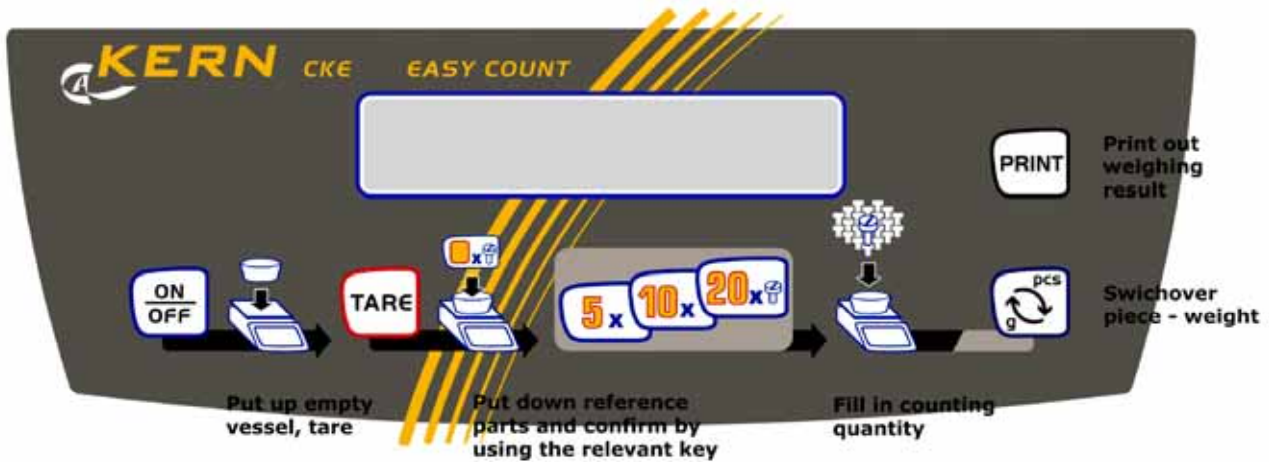 KERN CKE EASY COUNT
PRINT
Print out
weighing
result
ON
OFF
TARE
x
5x
10x
20x
pcs
g
Swichover
piece - weight
Put up empty
vessel, tare
Put down reference
parts and confirm by
using the relevant key
Fill in counting
quantity